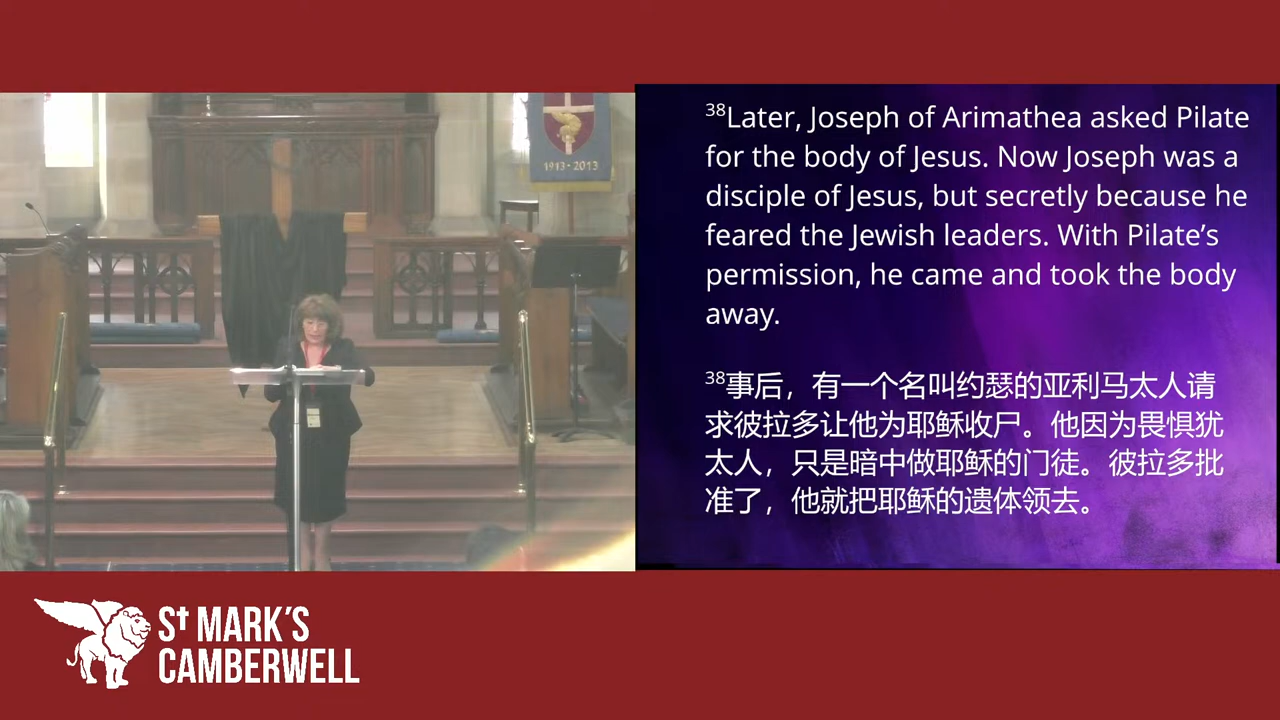 1913·2013
³⁸Later, Joseph of Arimathea asked Pilate
for the body of Jesus. Now Joseph was a
disciple of Jesus, but secretly because he
feared the Jewish leaders. With Pilate’s
permission, he came and took the body
away.
³⁸事后，有一个名叫约瑟的亚利马太人请
求彼拉多让他为耶稣收尸。他因为畏惧犹
太人，只是暗中做耶稣的门徒。彼拉多批
准了，他就把耶稣的遗体领去。
St MARK'S
CAMBERWELL